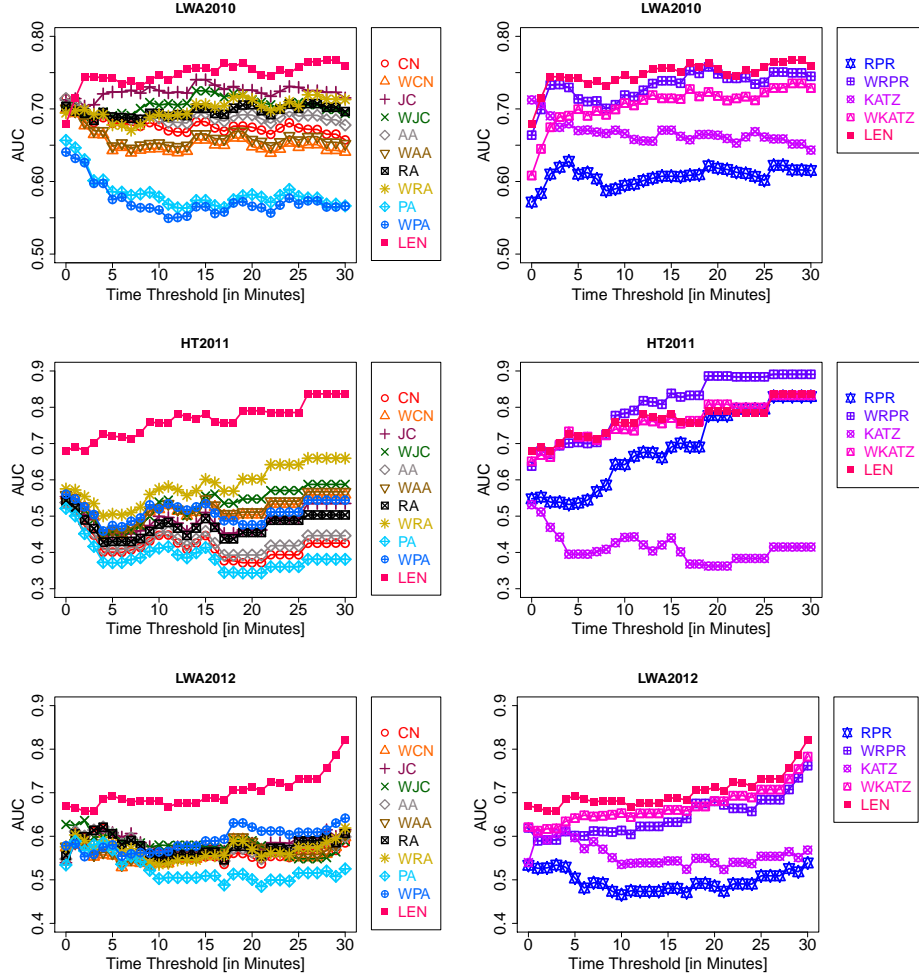 LWA2010
AUC
0.50 0.60 0.70 0.80
0 5 10 15 20 25 30
Time Threshold [in Minutes]
CN
WCN
JC
WJC
AA
WAA
RA
WRA
PA
WPA
LEN
LWA2010
AUC
0.50 0.60 0.70 0.80
0 5 10 15 20 25 30
Time Threshold [in Minutes]
RPR
WRPR
KATZ
WKATZ
LEN
HT2011
AUC
0.3 0.4 0.5 0.6 0.7 0.8 0.9
0 5 10 15 20 25 30
Time Threshold [in Minutes]
CN
WCN
JC
WJC
AA
WAA
RA
WRA
PA
WPA
LEN
HT2011
AUC
0.3 0.4 0.5 0.6 0.7 0.8 0.9
0 5 10 15 20 25 30
Time Threshold [in Minutes]
RPR
WRPR
KATZ
WKATZ
LEN
LWA2012
AUC
0.4 0.5 0.6 0.7 0.8 0.9
0 5 10 15 20 25 30
Time Threshold [in Minutes]
CN
WCN
JC
WJC
AA
WAA
RA
WRA
PA
WPA
LEN
LWA2012
AUC
0.4 0.5 0.6 0.7 0.8 0.9
0 5 10 15 20 25 30
Time Threshold [in Minutes]
RPR
WRPR
KATZ
WKATZ
LEN